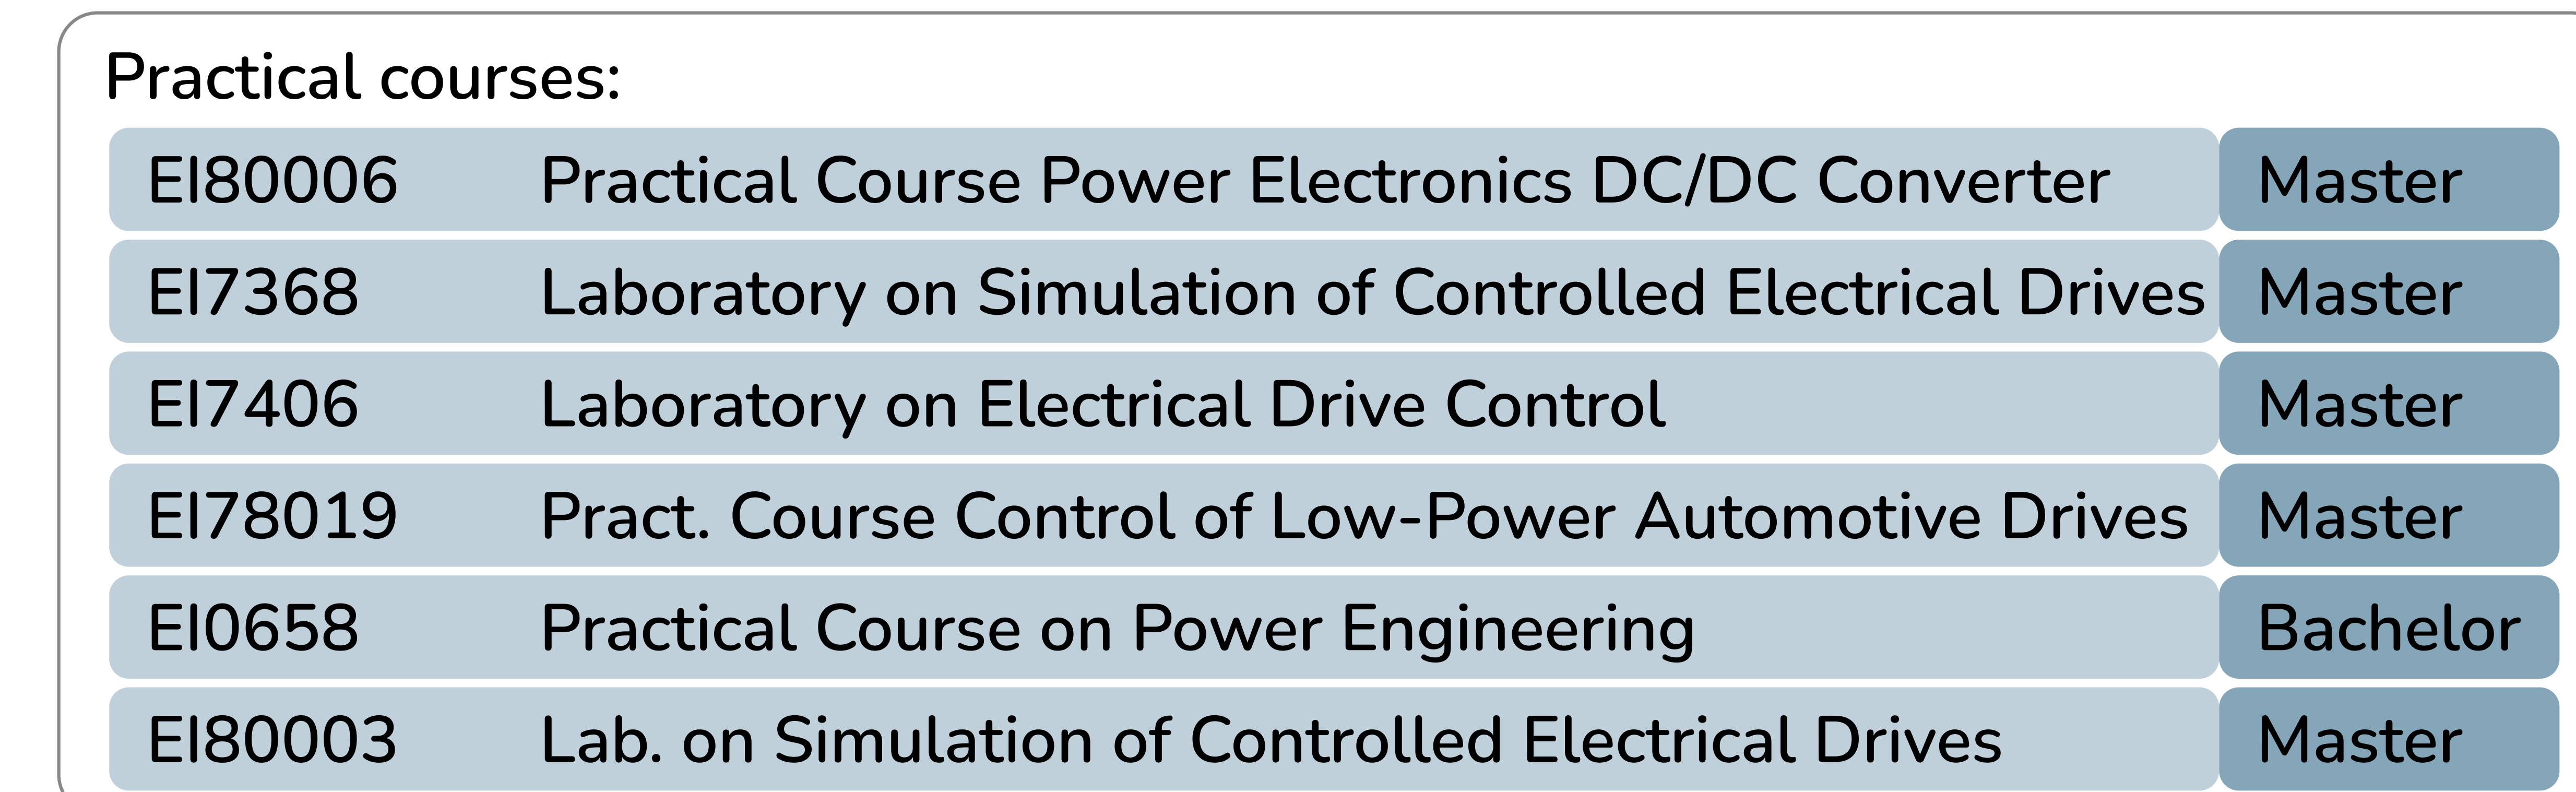 Practical courses:
EI80006 Practical Course Power Electronics DC/DC Converter Master
EI7368 Laboratory on Simulation of Controlled Electrical Drives Master
EI7406 Laboratory on Electrical Drive Control Master
EI78019 Pract. Course Control of Low-Power Automotive Drives Master
EI0658 Practical Course on Power Engineering Bachelor
EI80003 Lab. on Simulation of Controlled Electrical Drives Master